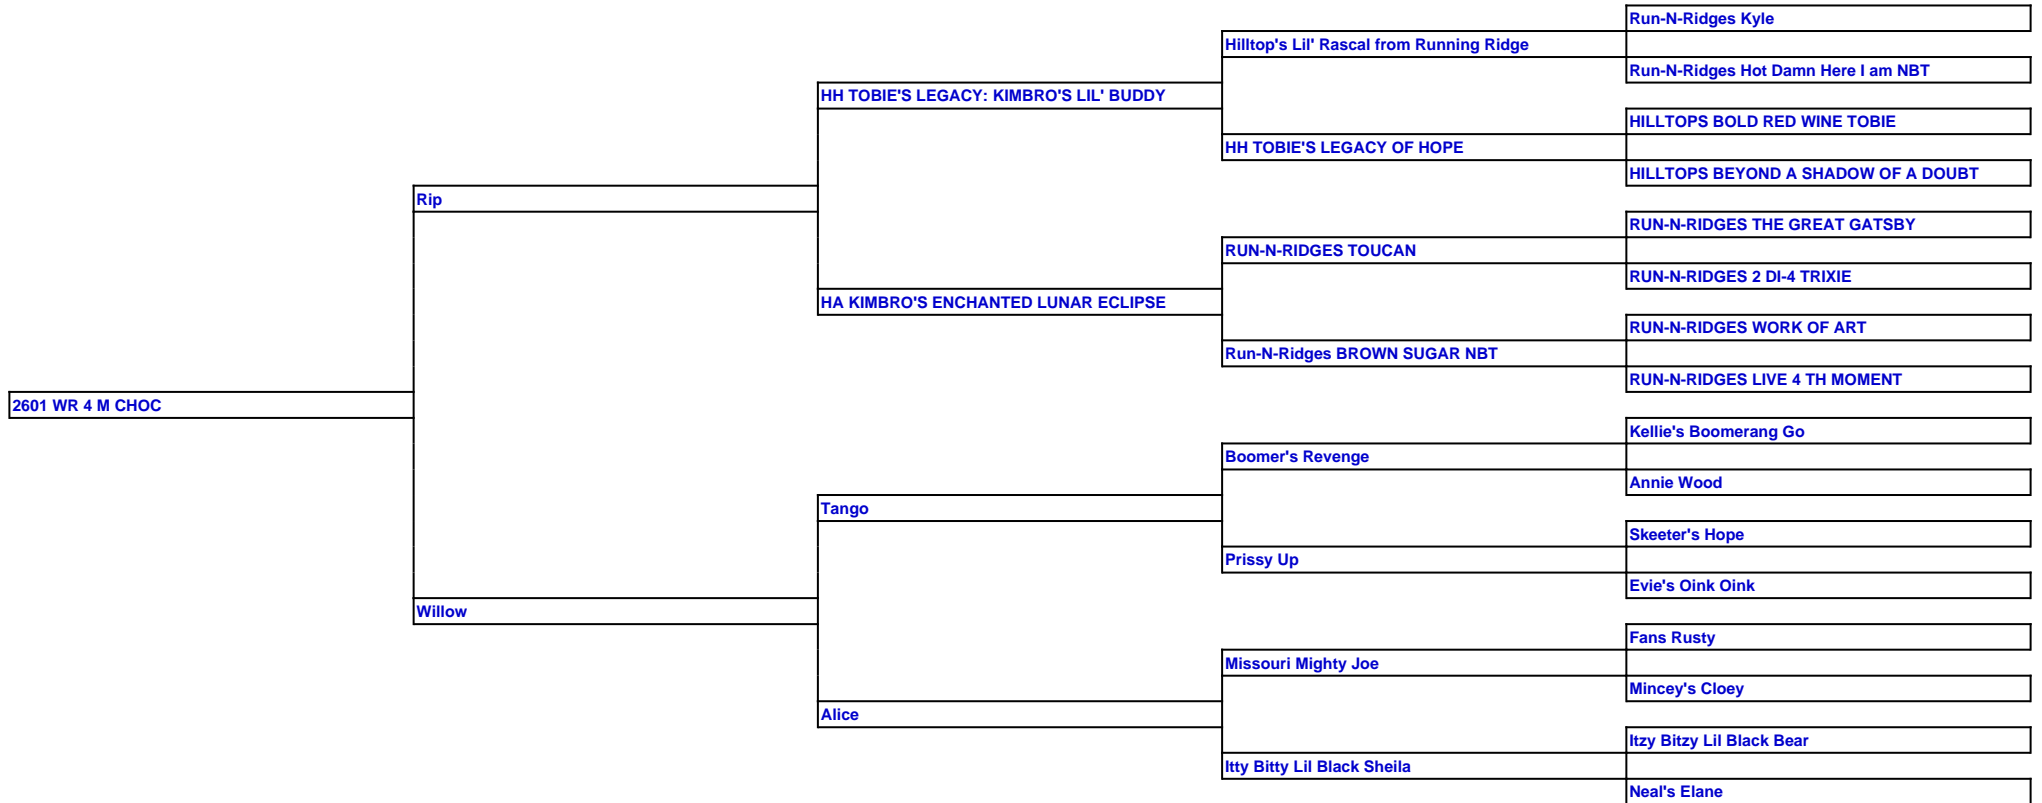 Run-N-Ridges Kyle
Hilltop's Lil' Rascal from Running Ridge
Run-N-Ridges Hot Damn Here I am NBT
HH TOBIE'S LEGACY: KIMBRO'S LIL' BUDDY
HILLTOPS BOLD RED WINE TOBIE
HH TOBIE'S LEGACY OF HOPE
HILLTOPS BEYOND A SHADOW OF A DOUBT
Rip
RUN-N-RIDGES THE GREAT GATSBY
RUN-N-RIDGES TOUCAN
RUN-N-RIDGES 2 DI-4 TRIXIE
HA KIMBRO'S ENCHANTED LUNAR ECLIPSE
RUN-N-RIDGES WORK OF ART
Run-N-Ridges BROWN SUGAR NBT
RUN-N-RIDGES LIVE 4 TH MOMENT
2601 WR 4 M CHOC
Kellie's Boomerang Go
Boomer's Revenge
Annie Wood
Tango
Skeeter's Hope
Prissy Up
Evie's Oink Oink
Willow
Fans Rusty
Missouri Mighty Joe
Mincey's Cloey
Alice
Itzy Bitzy Lil Black Bear
Itty Bitty Lil Black Sheila
Neal's Elane